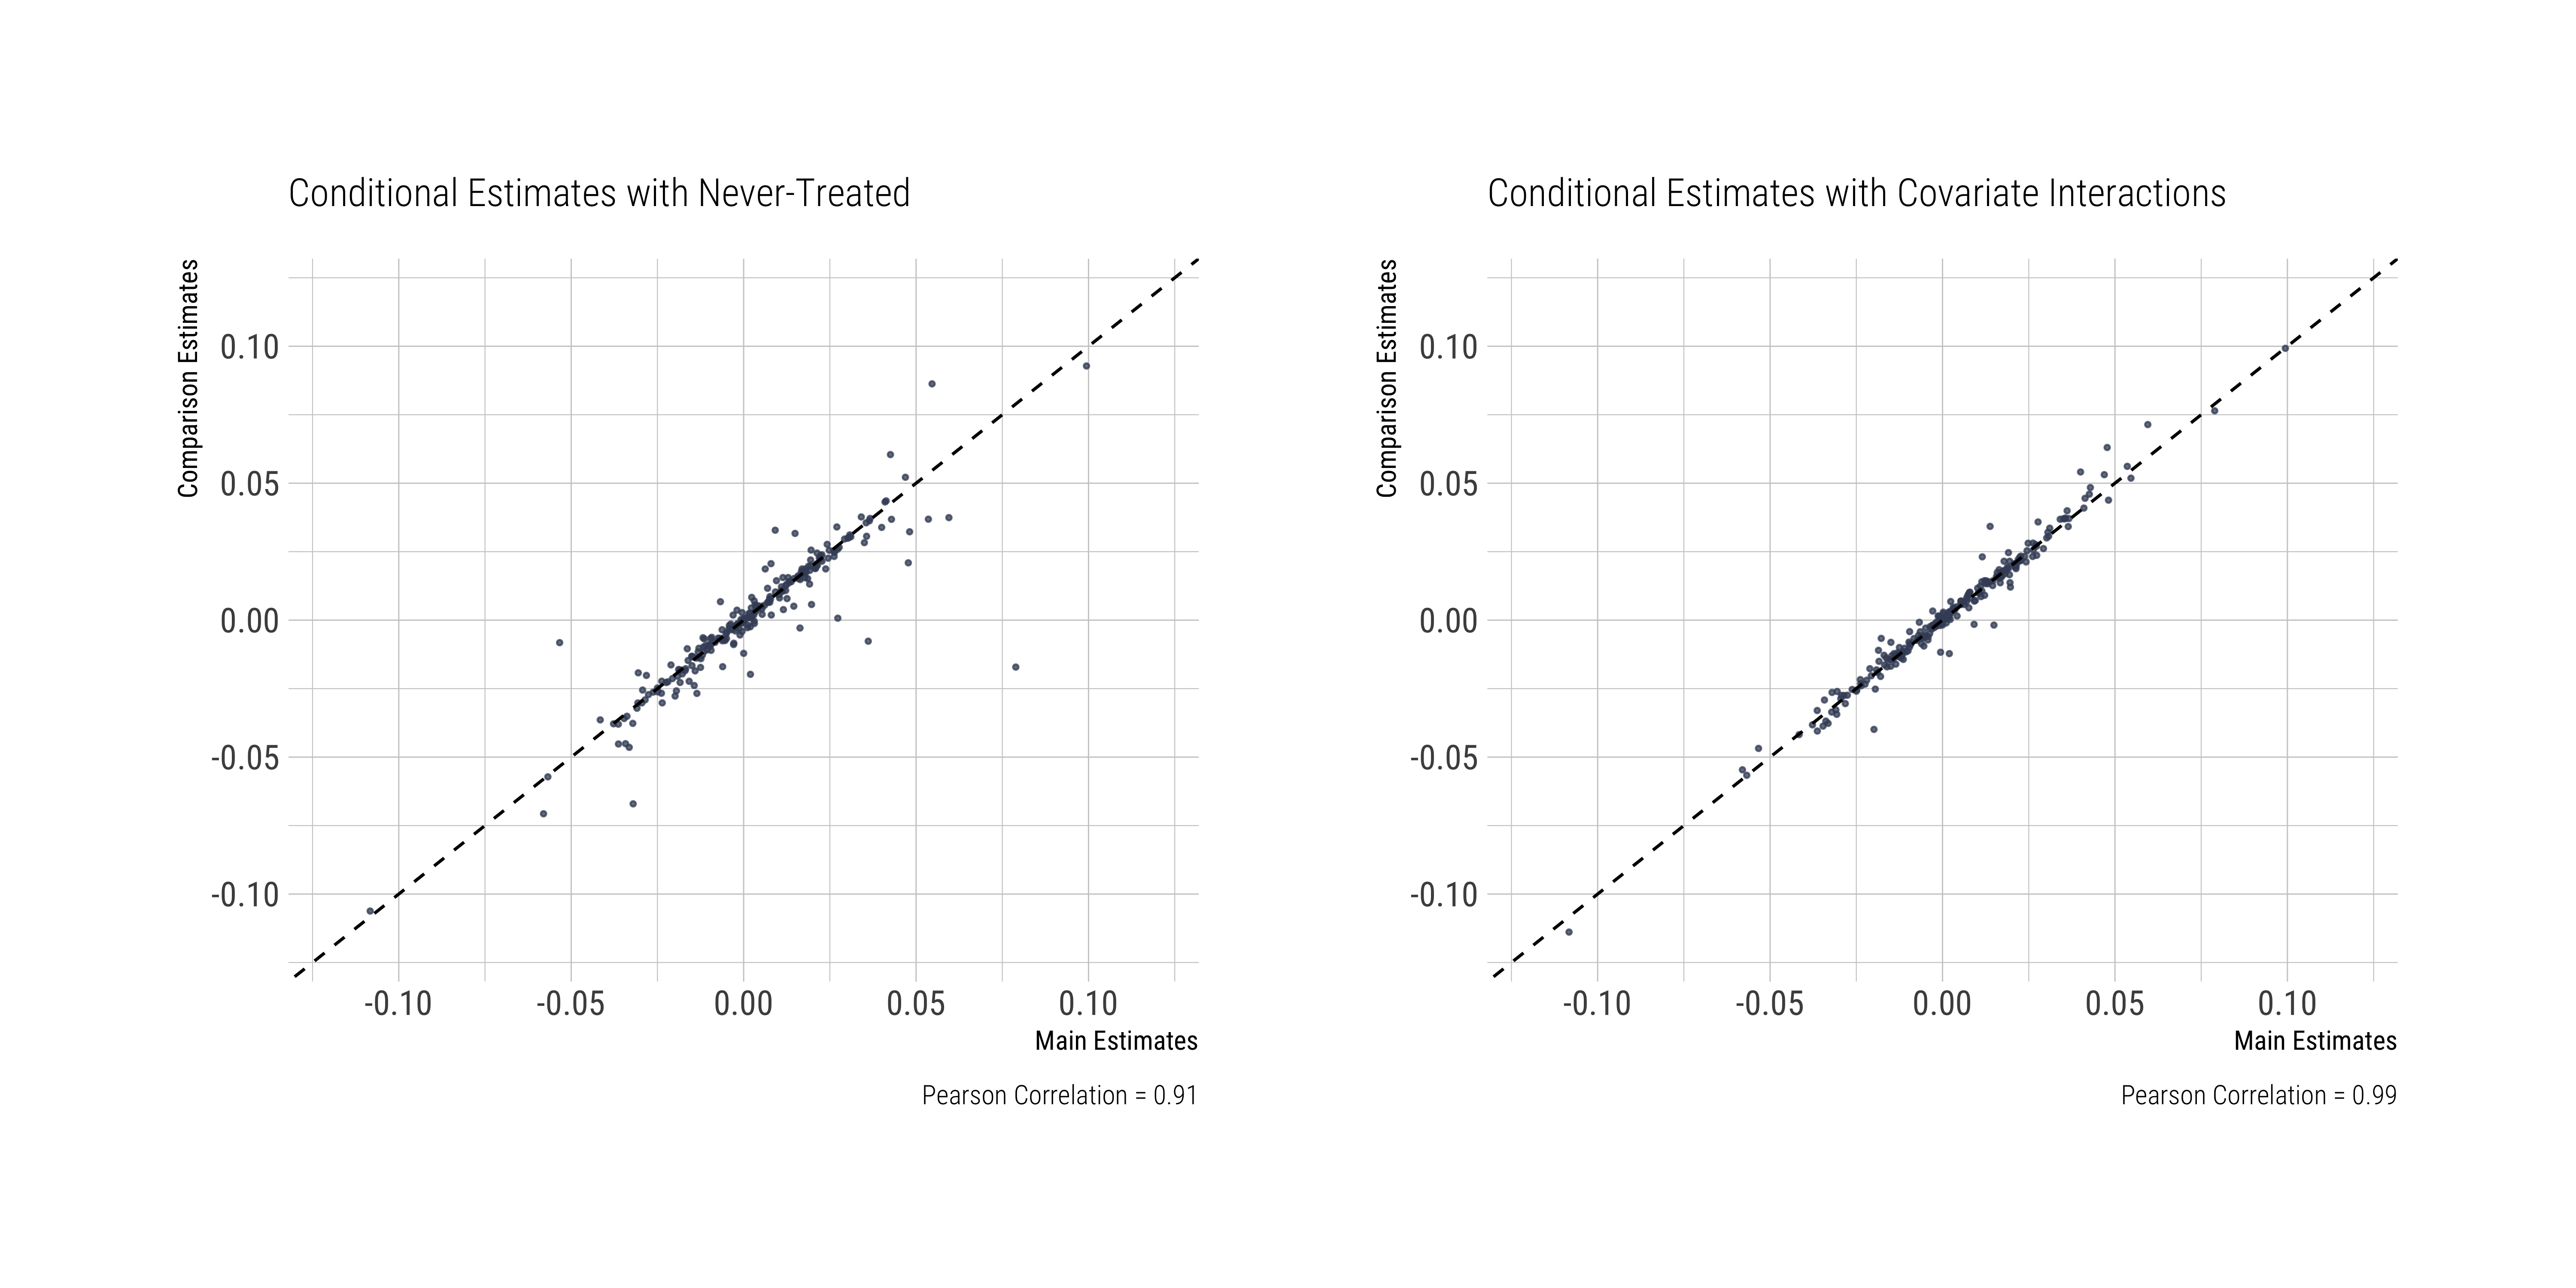 Conditional Estimates with Never-Treated
Comparison Estimates
0.10
0.05
0.00
-0.05
-0.10
-0.10 -0.05 0.00 0.05 0.10
Main Estimates
Pearson Correlation = 0.91
Conditional Estimates with Covariate Interactions
Comparison Estimates
0.10
0.05
0.00
-0.05
-0.10
-0.10 -0.05 0.00 0.05 0.10
Main Estimates
Pearson Correlation = 0.99